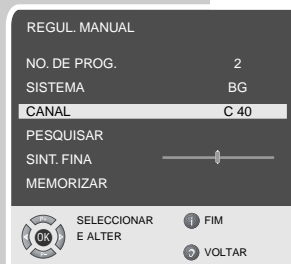 REGUL. MANUAL
NO. DE PROG. 2
SISTEMA BG
CANAL C 40
PESQUISAR
SINT. FINA
MEMORIZAR
SELECCIONAR E ALTER
OK
FIM
VOLTAR